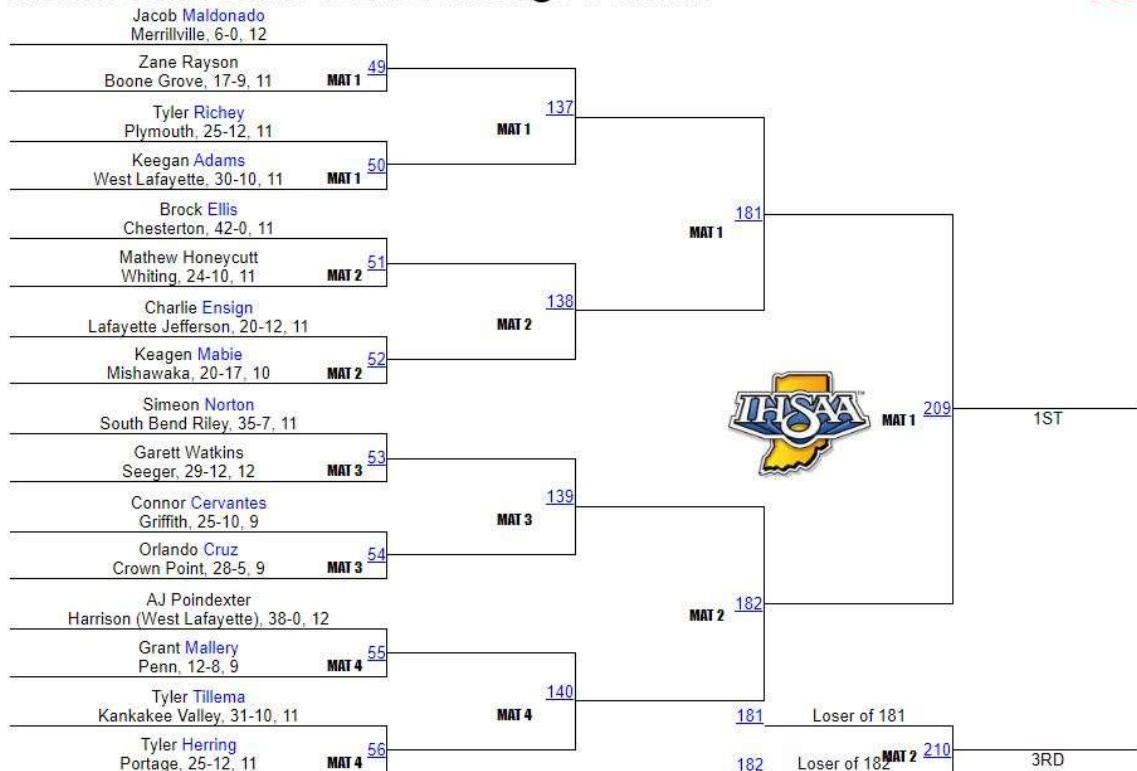 Jacob Maldonado
Merrillville, 6-0, 12
Zane Rayson
Boone Grove, 17-9, 11
MAT 1 49
Tyler Richey
Plymouth, 25-12, 11
Keegan Adams
West Lafayette, 30-10, 11
MAT 1 50
MAT 1 137
Brock Ellis
Chesterton, 42-0, 11
Mathew Honeycutt
Whiting, 24-10, 11
MAT 2 51
Charlie Ensign
Lafayette Jefferson, 20-12, 11
Keagen Mabie
Mishawaka, 20-17, 10
MAT 2 52
MAT 2 138
MAT 1 181
Simeon Norton
South Bend Riley, 35-7, 11
Garett Watkins
Seeger, 29-12, 12
MAT 3 53
Connor Cervantes
Griffith, 25-10, 9
Orlando Cruz
Crown Point, 28-5, 9
MAT 3 54
MAT 3 139
AJ Poindexter
Harrison (West Lafayette), 38-0, 12
Grant Mallery
Penn, 12-8, 9
MAT 4 55
Tyler Tillema
Kankakee Valley, 31-10, 11
Tyler Herring
Portage, 25-12, 11
MAT 4 56
MAT 4 140
MAT 2 182
IHSAA
MAT 1 209
1ST
181 Loser of 181
182 Loser of 182
MAT 2 210
3RD